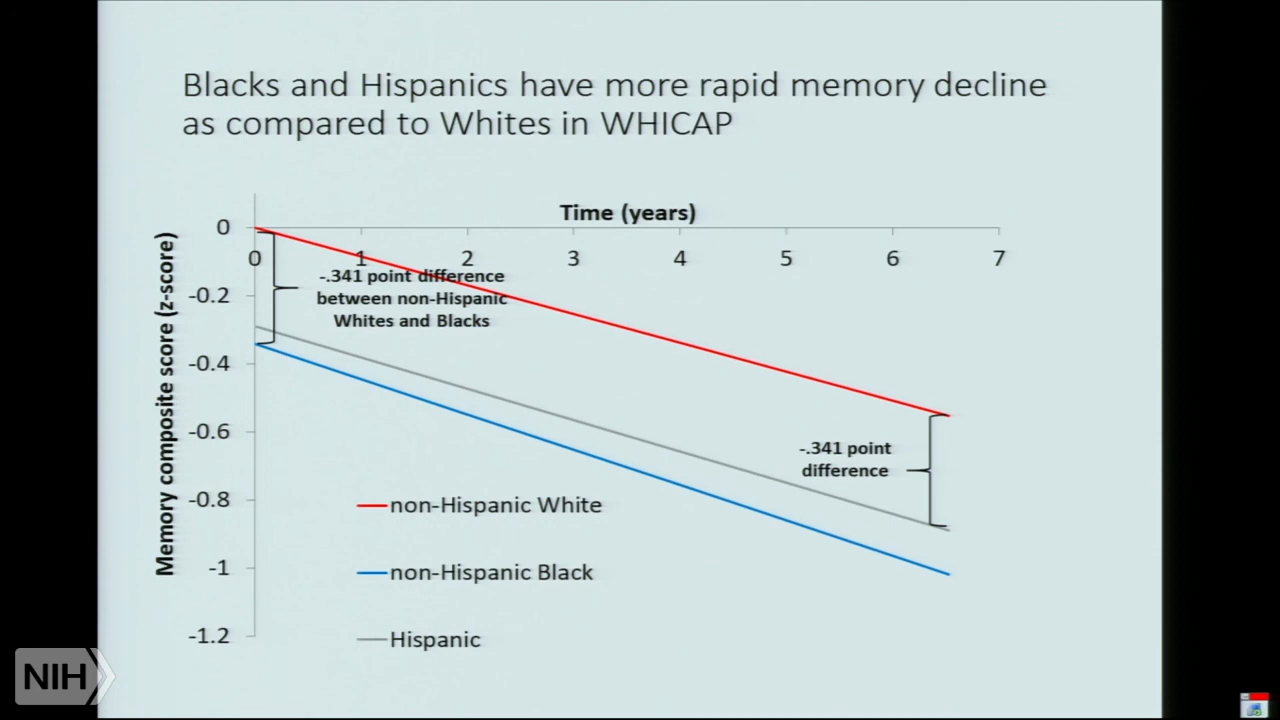 Blacks and Hispanics have more rapid memory decline
as compared to Whites in WHICAP
Time (years)
Memory composite score (z-score)
0
-0.2
-0.4
-0.6
-0.8
-1
-1.2
0 1 2 3 4 5 6 7
-.341 point difference
between non-Hispanic
Whites and Blacks
-.341 point
difference
non-Hispanic White
non-Hispanic Black
Hispanic
NIH